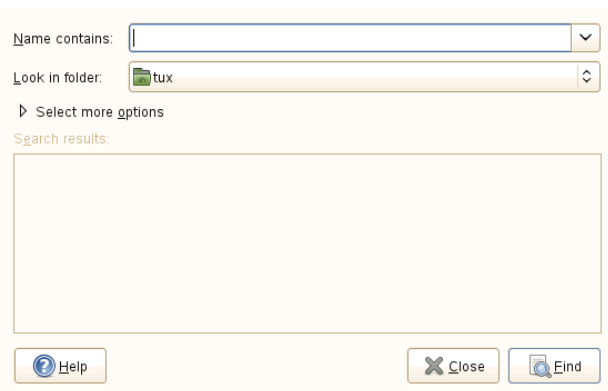 Name contains:
Look in folder: tux
Select more options
Search results:
Help Close Find